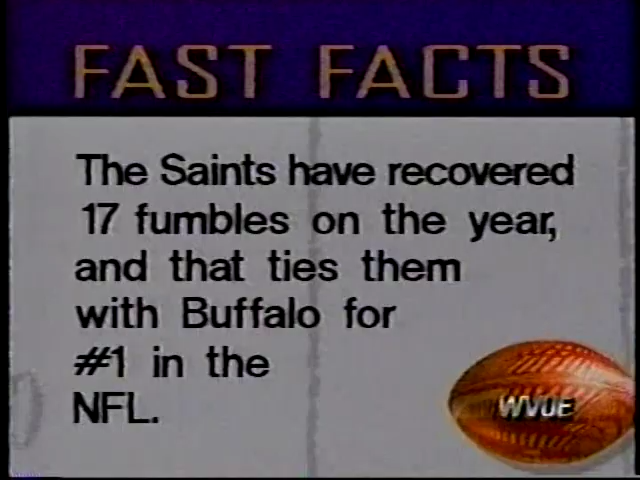 FAST FACTS
The Saints have recovered
17 fumbles on the year,
and that ties them
with Buffalo for
#1 in the
NFL.
WVUE